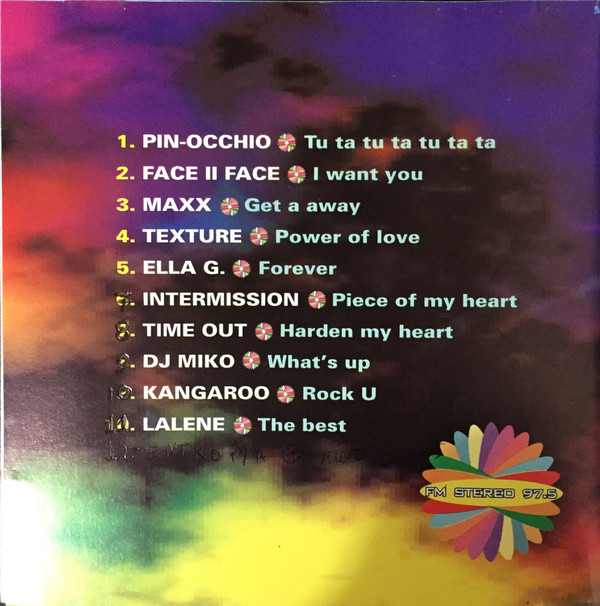 1. PIN-OCCHIO Tu ta tu ta tu ta ta
2. FACE II FACE I want you
3. MAXX Get a away
4. TEXTURE Power of love
5. ELLA G. Forever
7. INTERMISSION Piece of my heart
8. TIME OUT Harden my heart
9. DJ MIKO What's up
10. KANGAROO Rock U
11. LALENE The best
FM STEREO 97.5